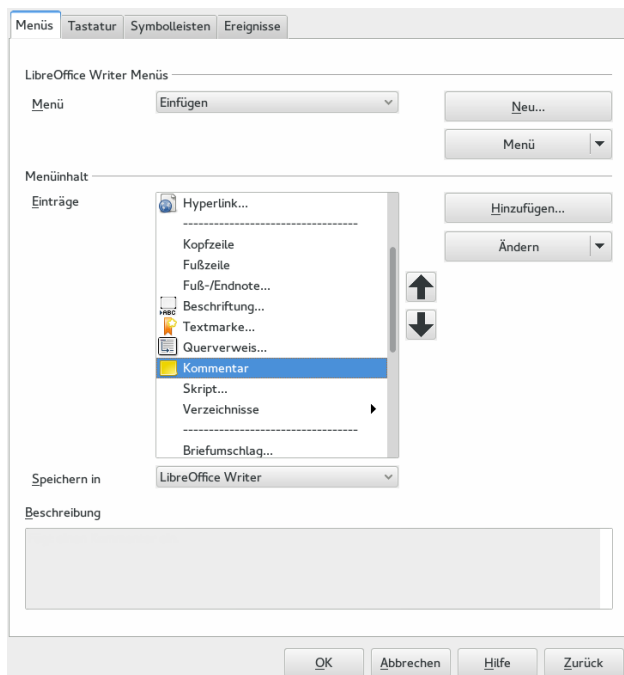 Menüs Tastatur Symbolleisten Ereignisse
LibreOffice Writer Menüs
Menü Einfügen Neu...
Menü
Menüinhalt
Einträge Hyperlink... Hinzufügen...
----------------------------------
Kopfzeile Ändern
Fußzeile
Fuß-/Endnote...
Beschriftung...
ABC
Textmarke...
Querverweis...
Kommentar
Skript...
Verzeichnisse
----------------------------------
Briefumschlag...
Speichern in LibreOffice Writer
Beschreibung
OK Abbrechen Hilfe Zurück